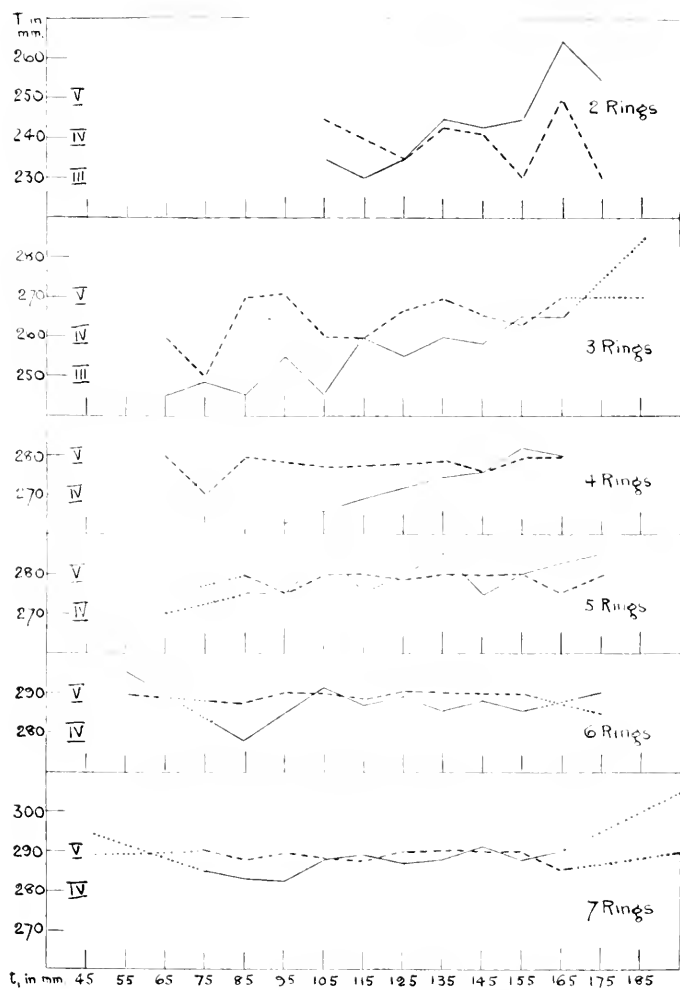 T in
mm.
260
250 V
240 IV
230 III
2 Rings
280
270 V
260 IV
250 III
3 Rings
280 V
270 IV
4 Rings
280 V
270 IV
5 Rings
290 V
280 IV
6 Rings
300
290 V
280 IV
270
7 Rings
t, in mm 45 55 65 75 85 95 105 115 125 135 145 155 165 175 185